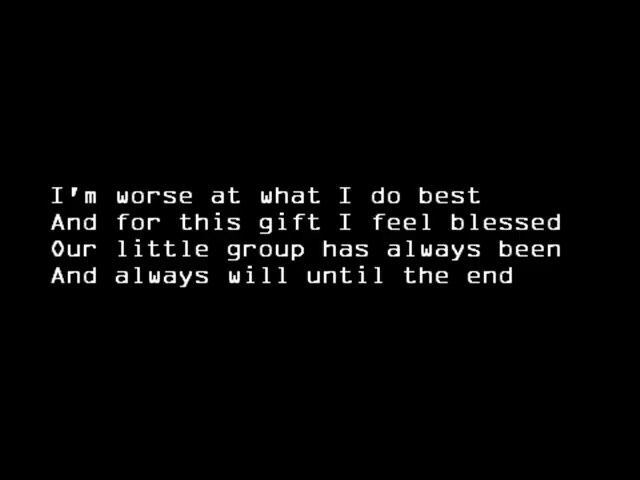 I'm worse at what I do best
And for this gift I feel blessed
Our little group has always been
And always will until the end